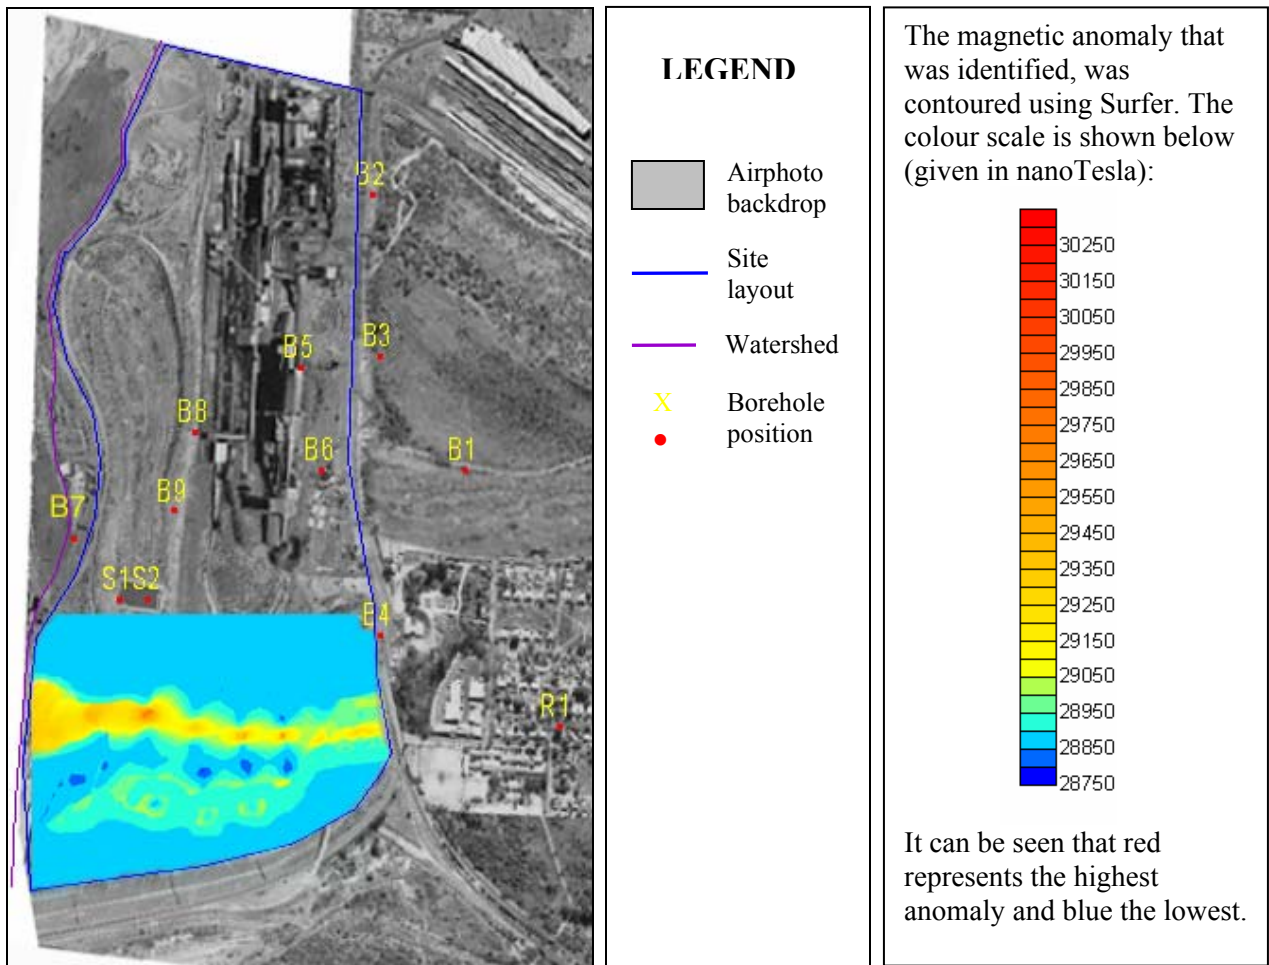 B2
B3
B5
B8
B6
B1
B9
B7
S1S2
B4
R1
LEGEND
Airphoto
backdrop
Site
layout
Watershed
X
Borehole
position
The magnetic anomaly that
was identified, was
contoured using Surfer. The
colour scale is shown below
(given in nanoTesla):
30250
30150
30050
29950
29850
29750
29650
29550
29450
29350
29250
29150
29050
28950
28850
28750
It can be seen that red
represents the highest
anomaly and blue the lowest.